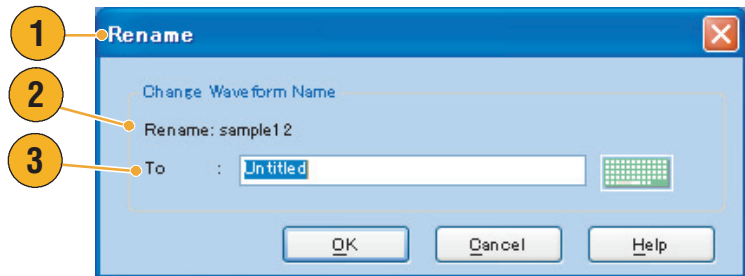 1
Rename
2
Change Waveform Name
Rename: sample12
3
To :
Untitled
OK
Cancel
Help